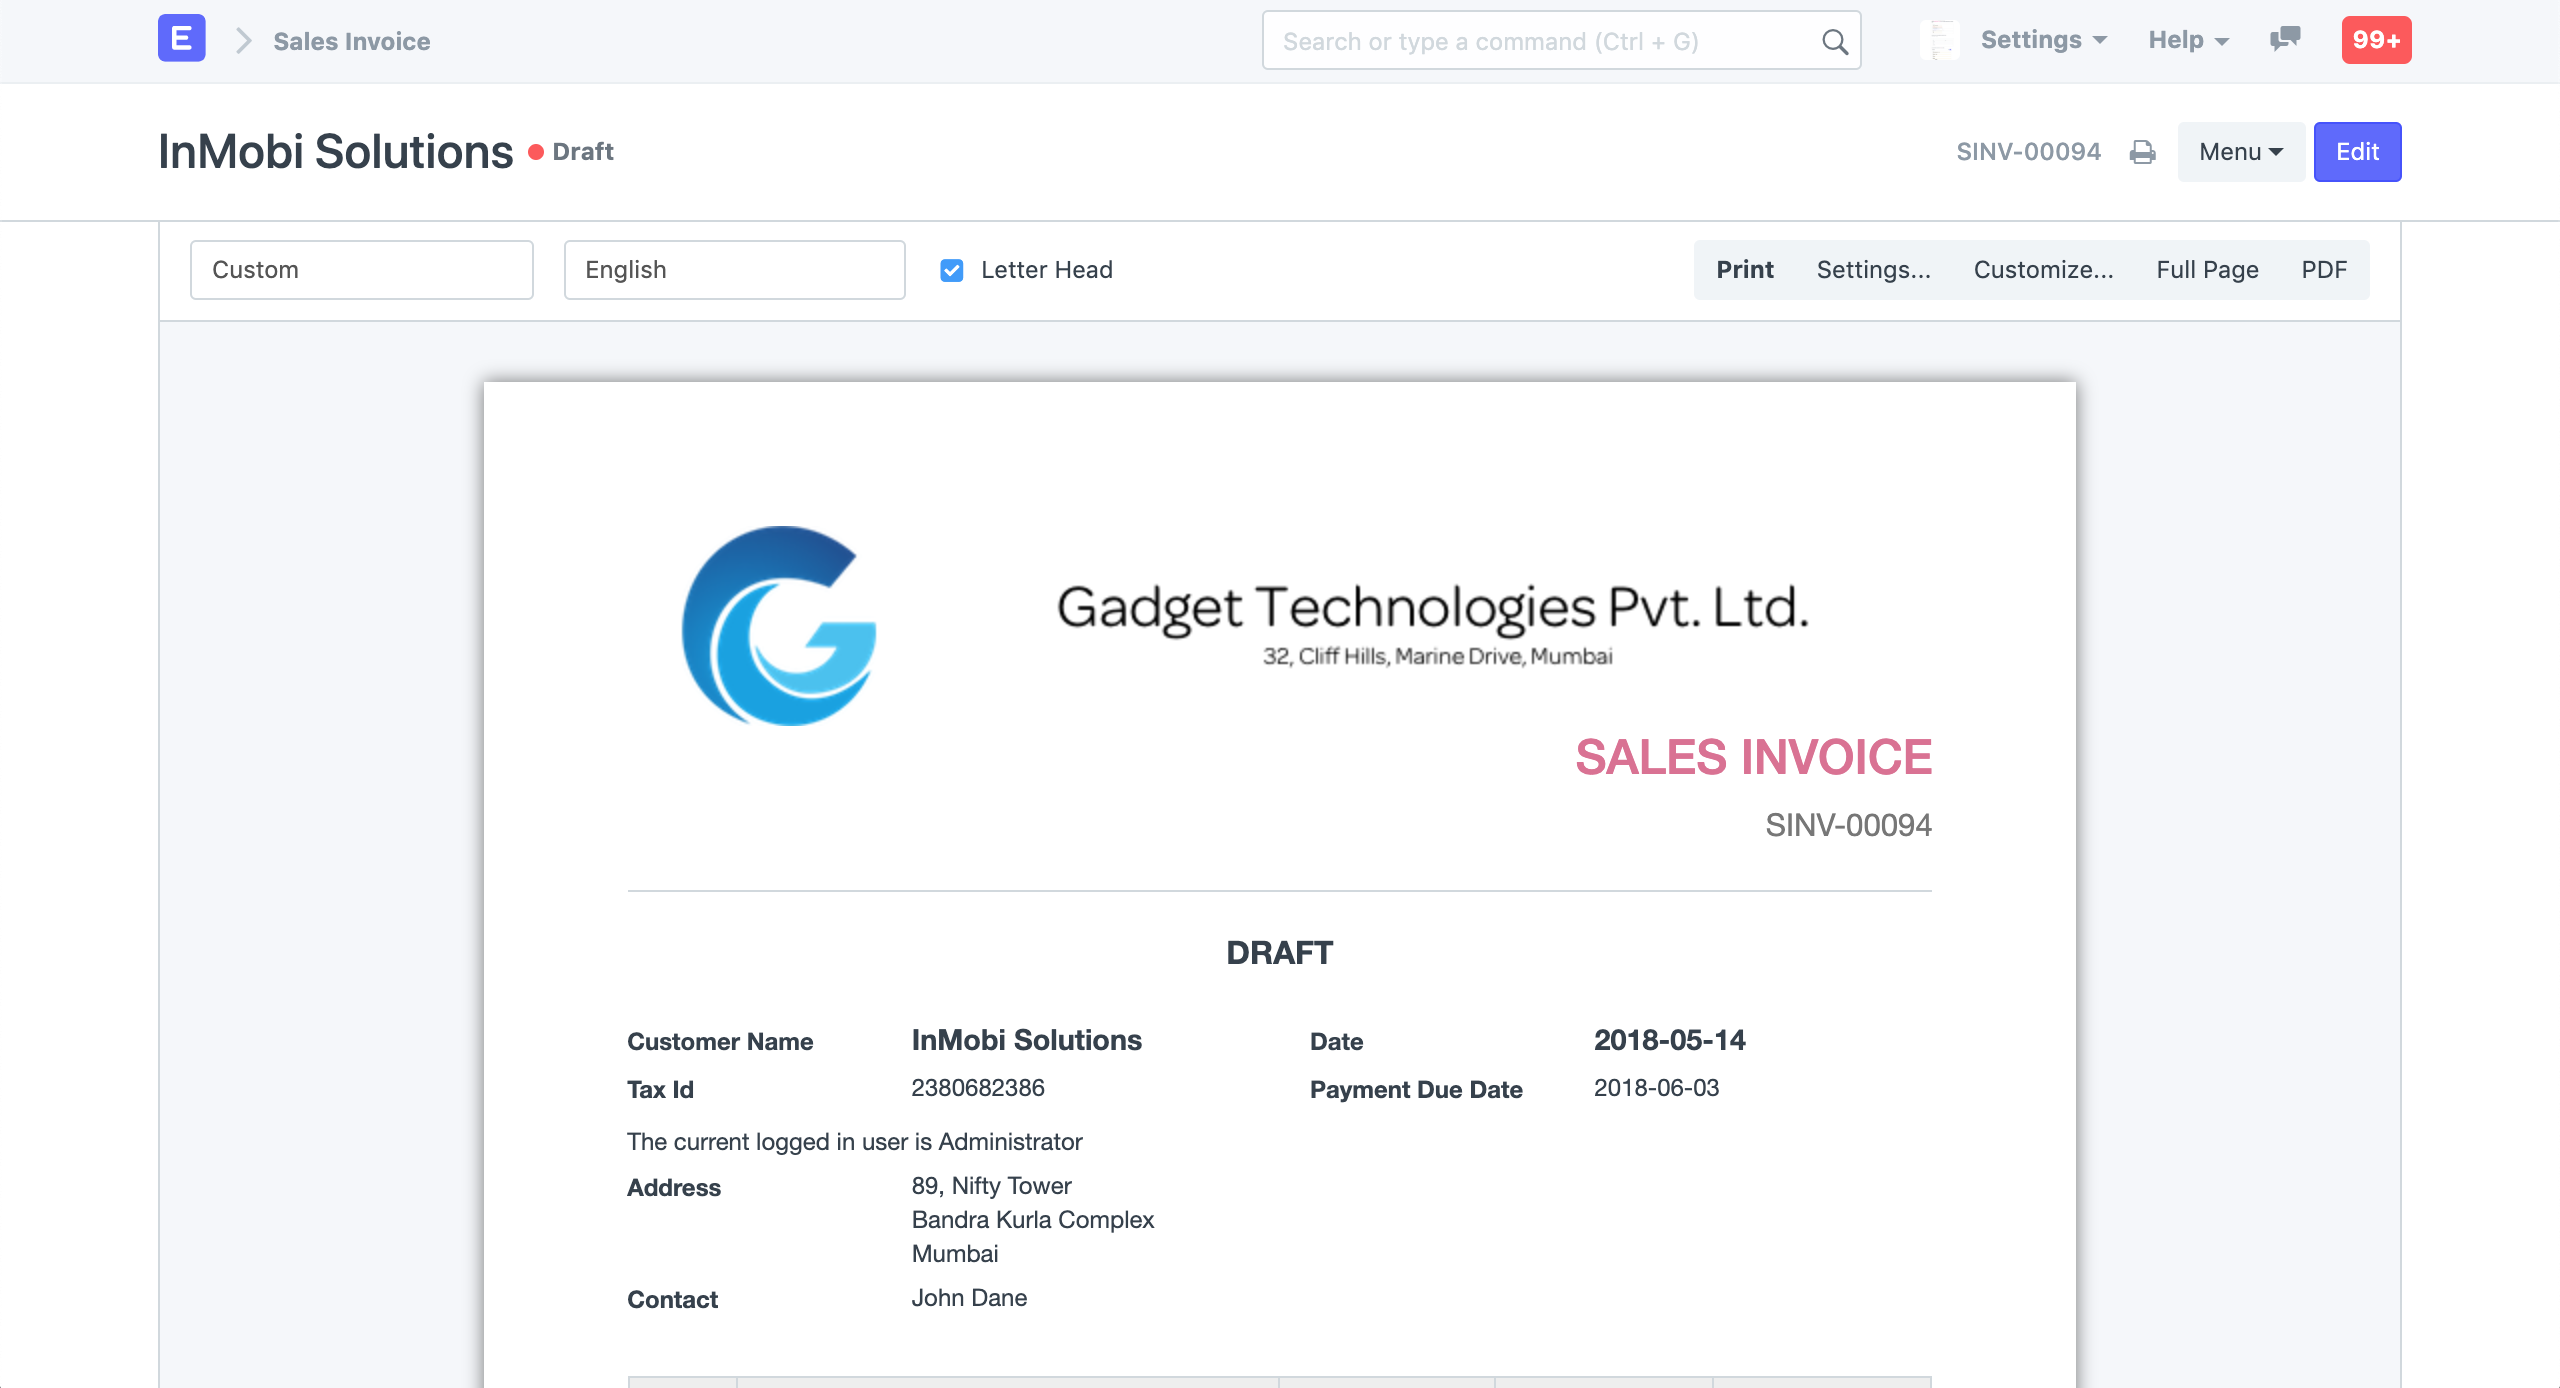 E Sales Invoice Search or type a command (Ctrl + G) Settings Help 99+
InMobi Solutions Draft SINV-00094 Menu Edit
Custom English Letter Head Print Settings... Customize... Full Page PDF
Gadget Technologies Pvt. Ltd.
32, Cliff Hills, Marine Drive, Mumbai
SALES INVOICE
SINV-00094
DRAFT
Customer Name InMobi Solutions Date 2018-05-14
Tax Id 2380682386 Payment Due Date 2018-06-03
The current logged in user is Administrator
Address 89, Nifty Tower
Bandra Kurla Complex
Mumbai
Contact John Dane